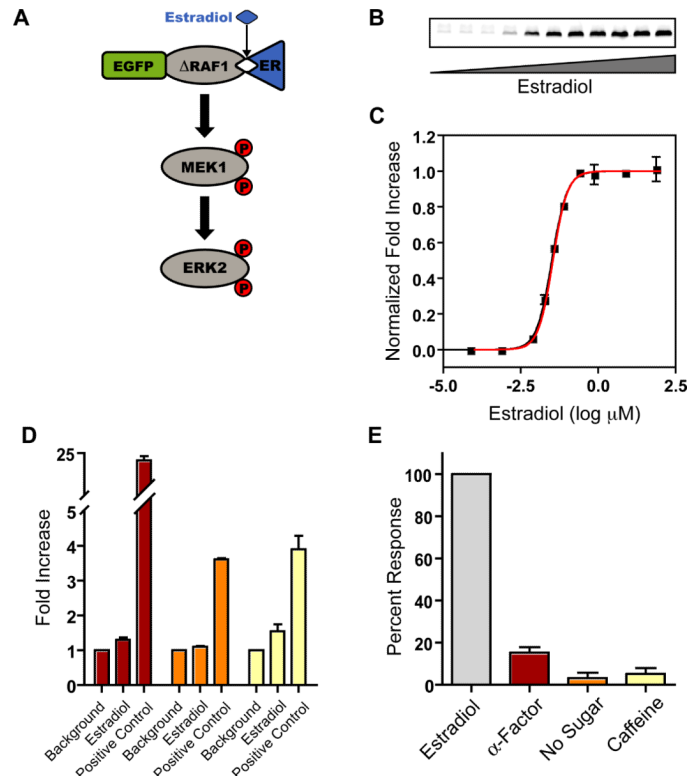 A
Estradiol
EGFP
ΔRAF1
ER
P
MEK1
P
P
ERK2
P
B
Estradiol
C
Normalized Fold Increase
1.2
1.0
0.8
0.6
0.4
0.2
0.0
-5.0 -2.5 0.0 2.5
Estradiol (log μM)
D
Fold Increase
25
5
4
3
2
1
Background
Estradiol
Positive Control
Background
Estradiol
Positive Control
Background
Estradiol
Positive Control
E
Percent Response
100
80
60
40
20
0
Estradiol
α-Factor
No Sugar
Caffeine